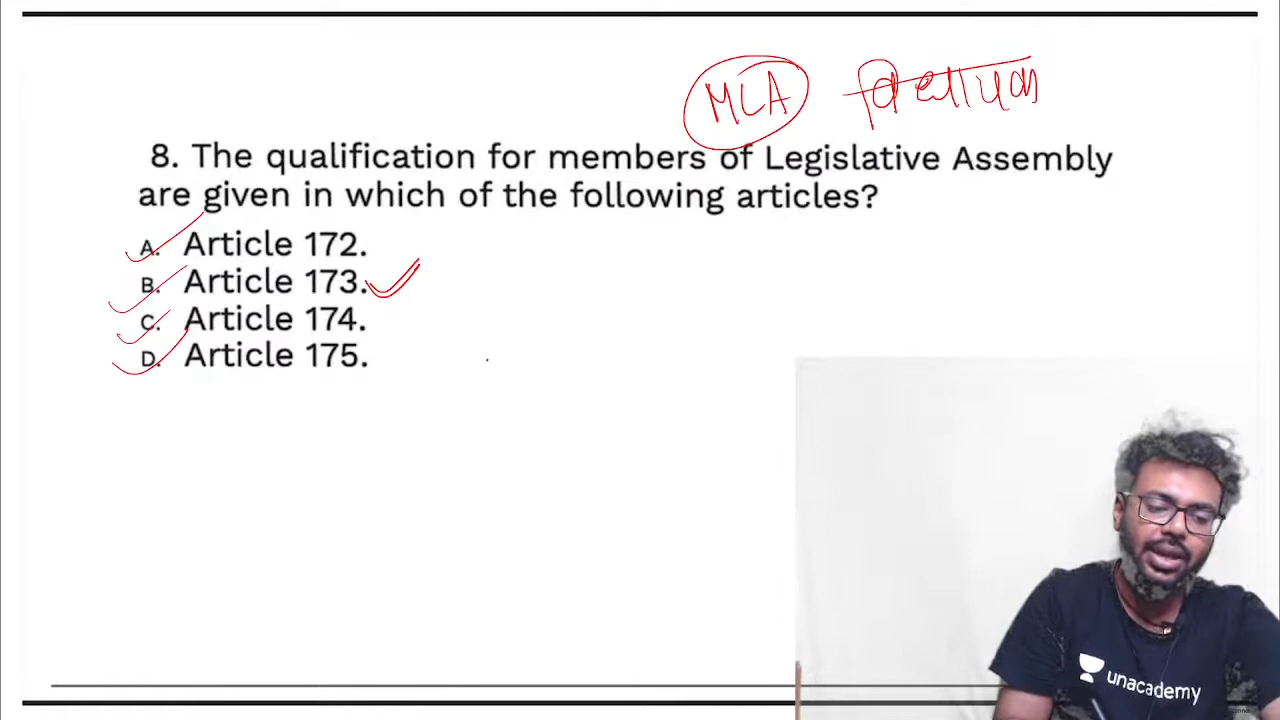 MLA विधायक
8. The qualification for members of Legislative Assembly
are given in which of the following articles?
A. Article 172.
B. Article 173.
C. Article 174.
D. Article 175.
unacademy